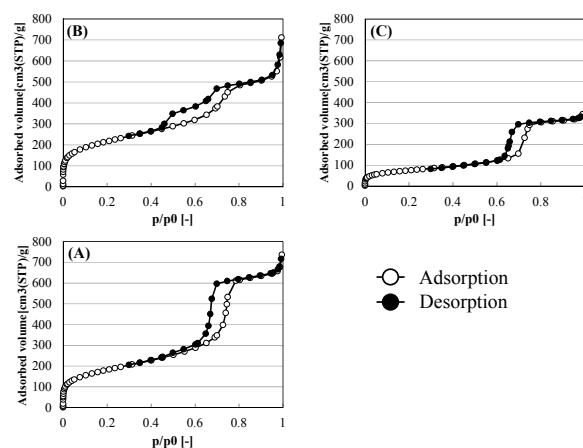 (B)
Adsorbed volume[cm3(STP)/g]
800
700
600
500
400
300
200
100
0
0 0.2 0.4 0.6 0.8 1
p/p0 [-]
(C)
Adsorbed volume[cm3(STP)/g]
800
700
600
500
400
300
200
100
0
0 0.2 0.4 0.6 0.8
p/p0 [-]
(A)
Adsorbed volume[cm3(STP)/g]
800
700
600
500
400
300
200
100
0
0 0.2 0.4 0.6 0.8 1
p/p0 [-]
Adsorption
Desorption